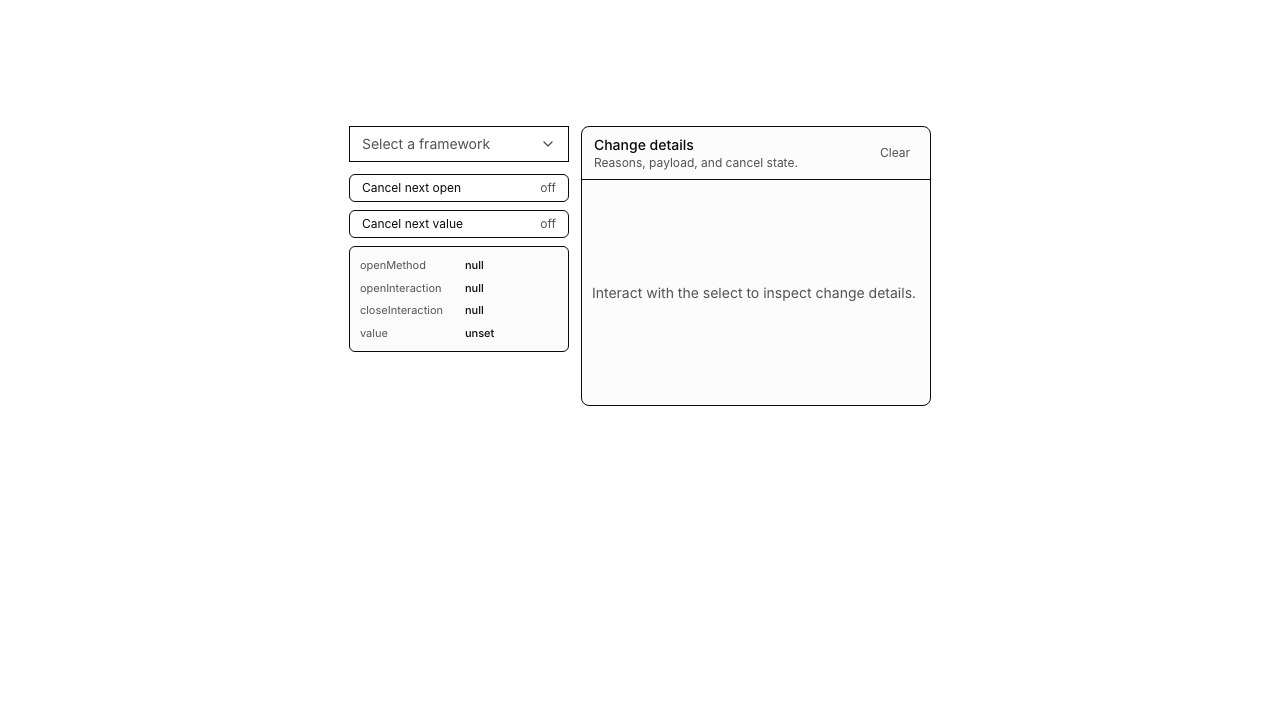 Select a framework
Cancel next open off
Cancel next value off
openMethod null
openInteraction null
closeInteraction null
value unset
Change details
Reasons, payload, and cancel state.
Clear
Interact with the select to inspect change details.